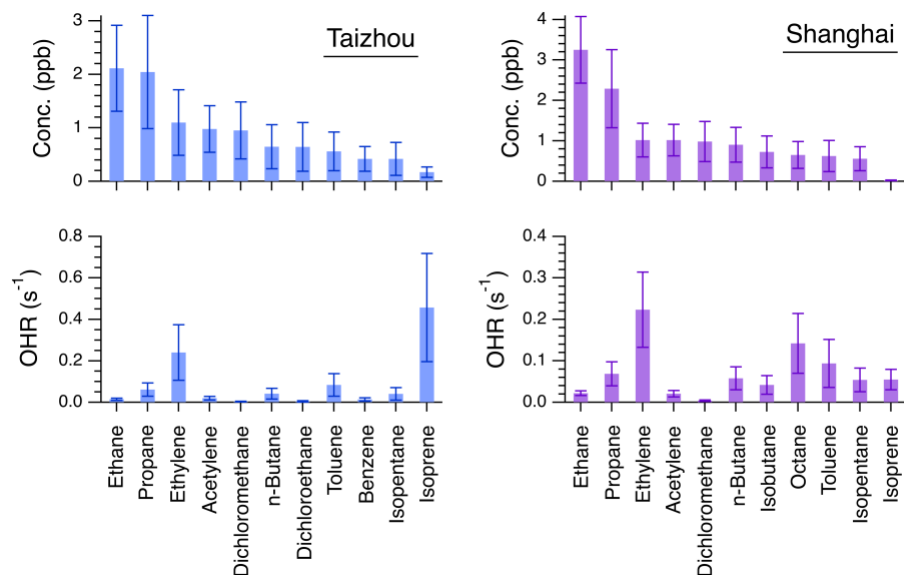 Taizhou
Conc. (ppb)
3
2
1
0
Shanghai
Conc. (ppb)
4
3
2
1
0
OHR (s⁻¹)
0.8
0.6
0.4
0.2
0.0
OHR (s⁻¹)
0.4
0.3
0.2
0.1
0.0
Ethane
Propane
Ethylene
Acetylene
Dichloromethane
n-Butane
Dichloroethane
Toluene
Benzene
Isopentane
Isoprene
Ethane
Propane
Ethylene
Acetylene
Dichloromethane
n-Butane
Isobutane
Octane
Toluene
Isopentane
Isoprene